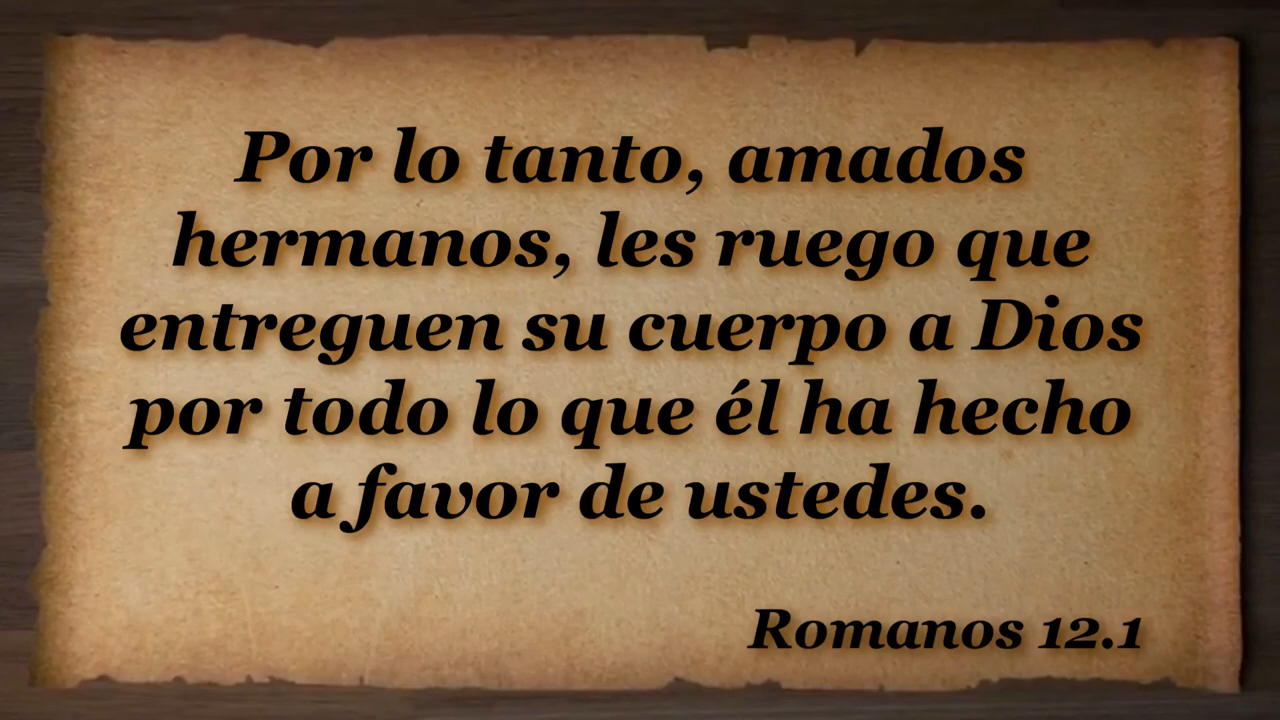 Por lo tanto, amados
hermanos, les ruego que
entreguen su cuerpo a Dios
por todo lo que él ha hecho
a favor de ustedes.
Romanos 12.1